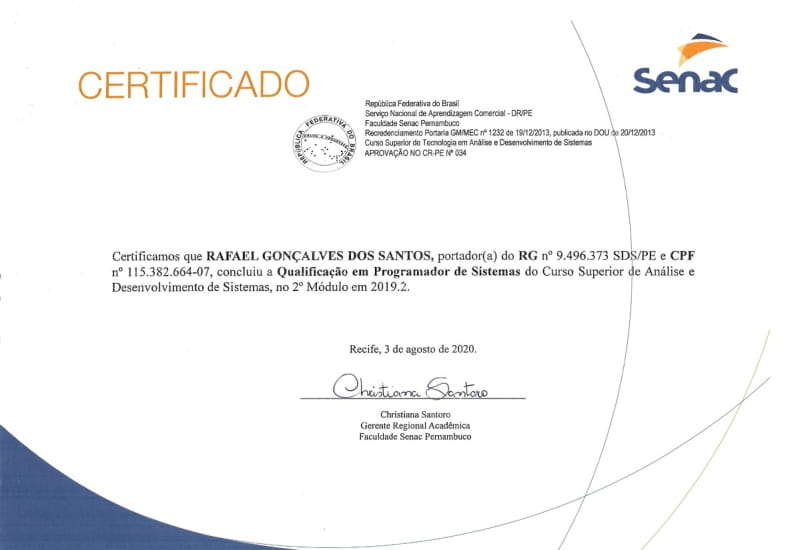 CERTIFICADO
Senac
República Federativa do Brasil
Serviço Nacional de Aprendizagem Comercial - DR/PE
Faculdade Senac Pernambuco
Recredenciamento Portaria GM/MEC nº 1232 de 19/12/2013, publicada no DOU de 20/12/2013
Curso Superior de Tecnologia em Análise e Desenvolvimento de Sistemas
APROVAÇÃO NO CR-PE Nº 034
REPÚBLICA FEDERATIVA DO BRASIL
Certificamos que RAFAEL GONÇALVES DOS SANTOS, portador(a) do RG nº 9.496.373 SDS/PE e CPF
nº 115.382.664-07, concluiu a Qualificação em Programador de Sistemas do Curso Superior de Análise e
Desenvolvimento de Sistemas, no 2º Módulo em 2019.2.
Recife, 3 de agosto de 2020.
Christiana Santoro
Christiana Santoro
Gerente Regional Acadêmica
Faculdade Senac Pernambuco